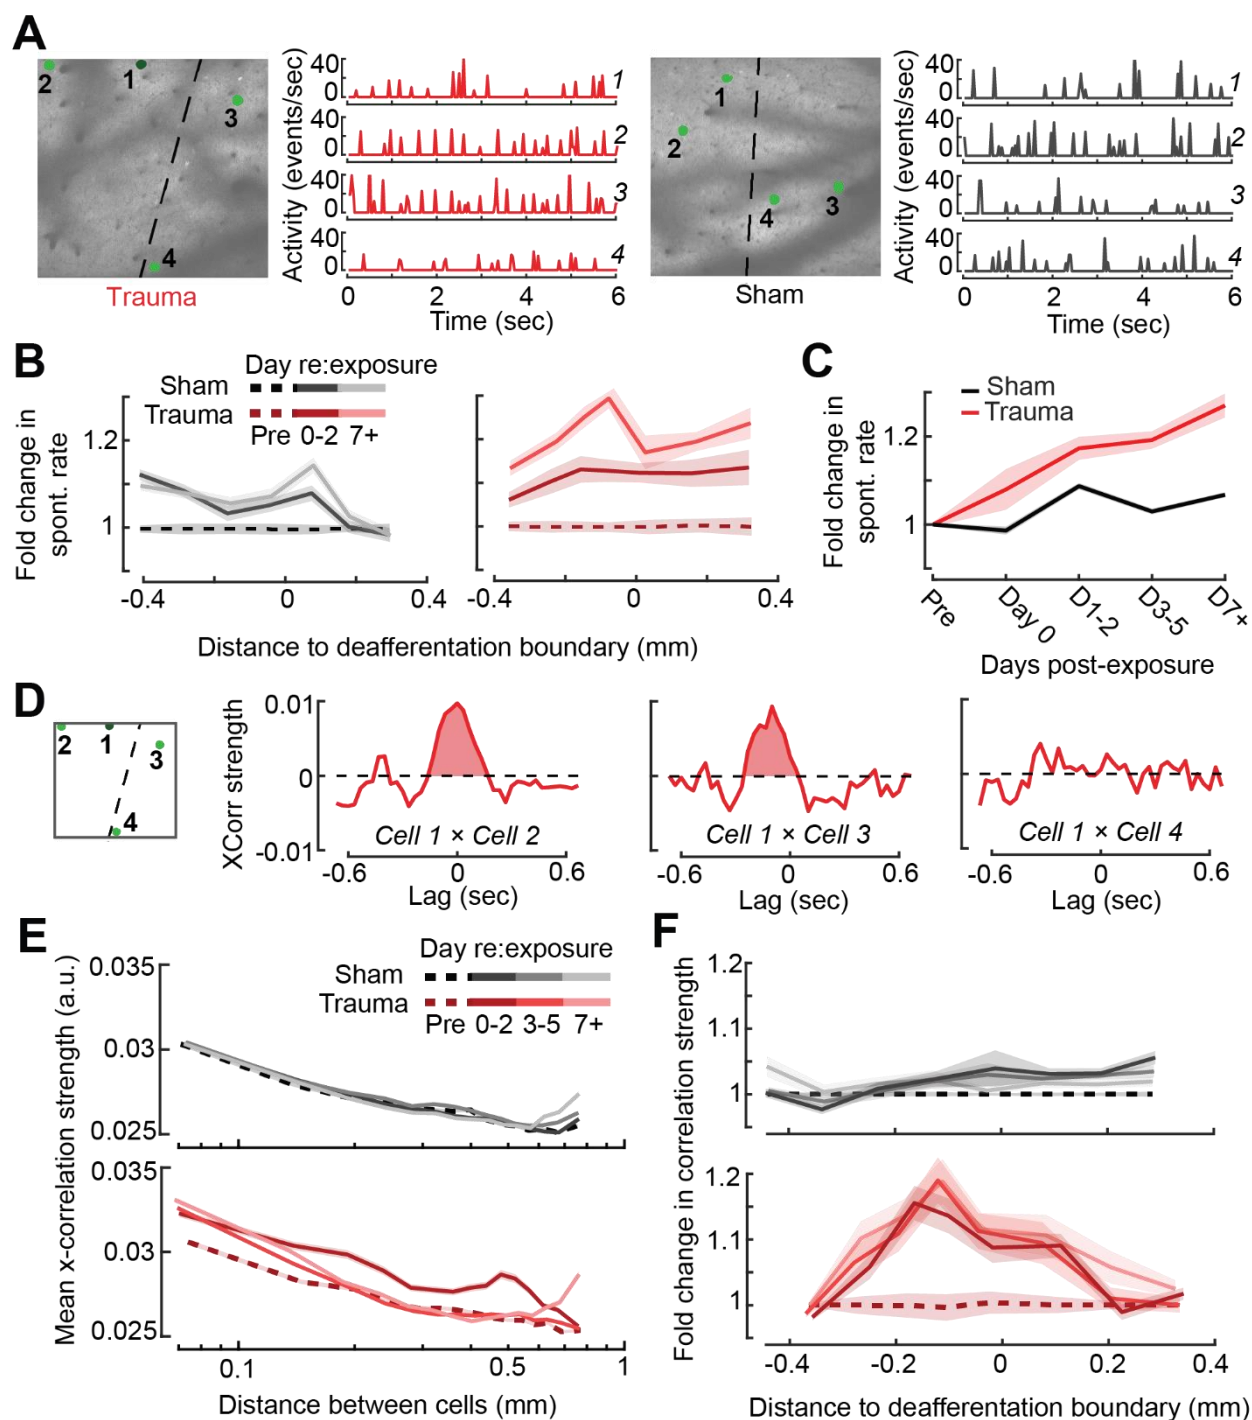 A
2
1
3
4
Trauma
Activity (events/sec)
40
0
1
40
0
2
40
0
3
40
0
4
0 2 4 6
Time (sec)
1
2
4
3
Sham
Activity (events/sec)
40
0
1
40
0
2
40
0
3
40
0
4
0 2 4 6
Time (sec)
B
Day re:exposure
Sham
Trauma
Pre 0-2 7+
Fold change in
spont. rate
1.2
1
-0.4 0 0.4
-0.4 0 0.4
Distance to deafferentation boundary (mm)
C
Sham
Trauma
Fold change in
spont. rate
1.2
1
Pre
Day 0
D1-2
D3-5
D7+
Days post-exposure
D
2 1
3
4
XCorr strength
0.01
0
-0.01
Cell 1 × Cell 2
-0.6 0 0.6
Lag (sec)
Cell 1 × Cell 3
-0.6 0 0.6
Lag (sec)
Cell 1 × Cell 4
-0.6 0 0.6
Lag (sec)
E
Day re:exposure
Sham
Trauma
Pre 0-2 3-5 7+
Mean x-correlation strength (a.u.)
0.035
0.03
0.025
0.035
0.03
0.025
0.1 0.5 1
Distance between cells (mm)
F
Fold change in correlation strength
1.2
1.1
1
-0.4 -0.2 0 0.2 0.4
1.2
1.1
1
-0.4 -0.2 0 0.2 0.4
Distance to deafferentation boundary (mm)